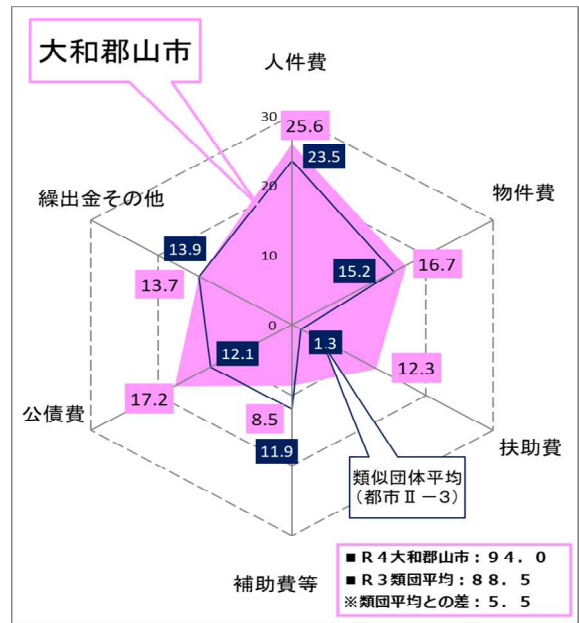 大和郡山市
人件費
30
25.6
23.5
20
繰出金その他
物件費
13.9
10
15.2
16.7
13.7
0
1.3
12.1
12.3
17.2
8.5
公債費
11.9
扶助費
類似団体平均
(都市Ⅱ－3)
補助費等
■ R4大和郡山市：94.0
■ R3類団平均：88.5
※類団平均との差：5.5